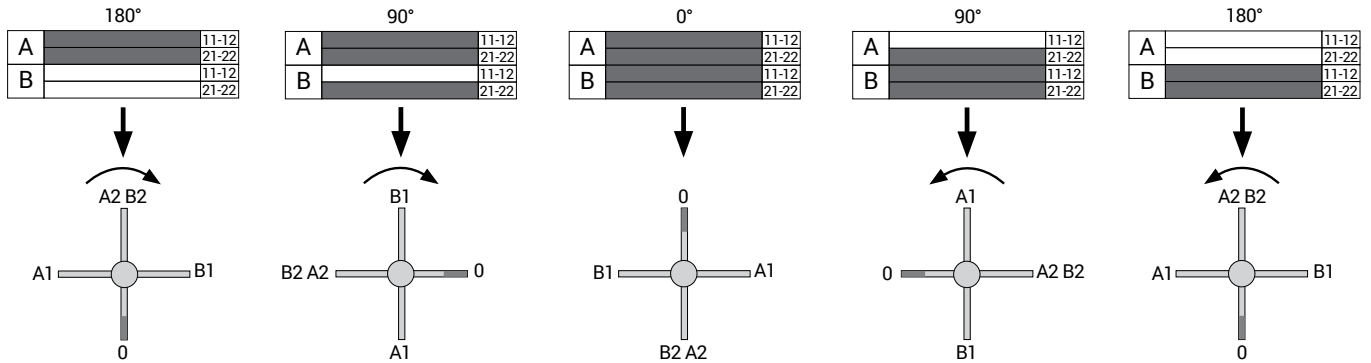 180° 90° 0° 90° 180°
A 11-12 A 11-12 A 11-12 A 11-12 A 11-12
21-22 21-22 21-22 21-22 21-22
B 11-12 B 11-12 B 11-12 B 11-12 B 11-12
21-22 21-22 21-22 21-22 21-22
A2 B2 B1 0 A1 A2 B2
A1 B1 B2 A2 0 B1 A1 0 A2 B2 A1 B1
0 A1 B2 A2 B1 0